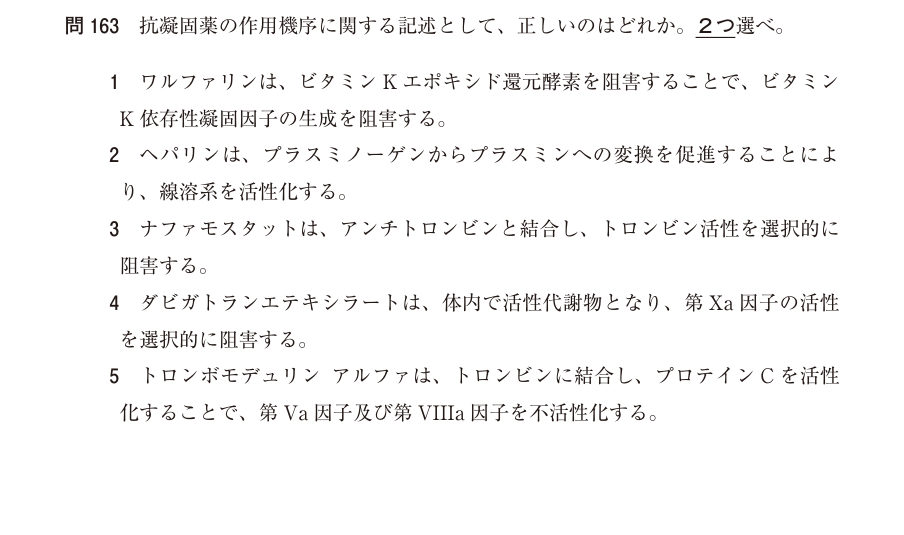 問 163　抗凝固薬の作用機序に関する記述として、正しいのはどれか。２つ選べ。
1　ワルファリンは、ビタミン K エポキシド還元酵素を阻害することで、ビタミン
K 依存性凝固因子の生成を阻害する。
2　ヘパリンは、プラスミノーゲンからプラスミンへの変換を促進することによ
り、線溶系を活性化する。
3　ナファモスタットは、アンチトロンビンと結合し、トロンビン活性を選択的に
阻害する。
4　ダビガトランエテキシラートは、体内で活性代謝物となり、第 Xa 因子の活性
を選択的に阻害する。
5　トロンボモデュリン アルファは、トロンビンに結合し、プロテイン C を活性
化することで、第 Va 因子及び第 VIIIa 因子を不活性化する。